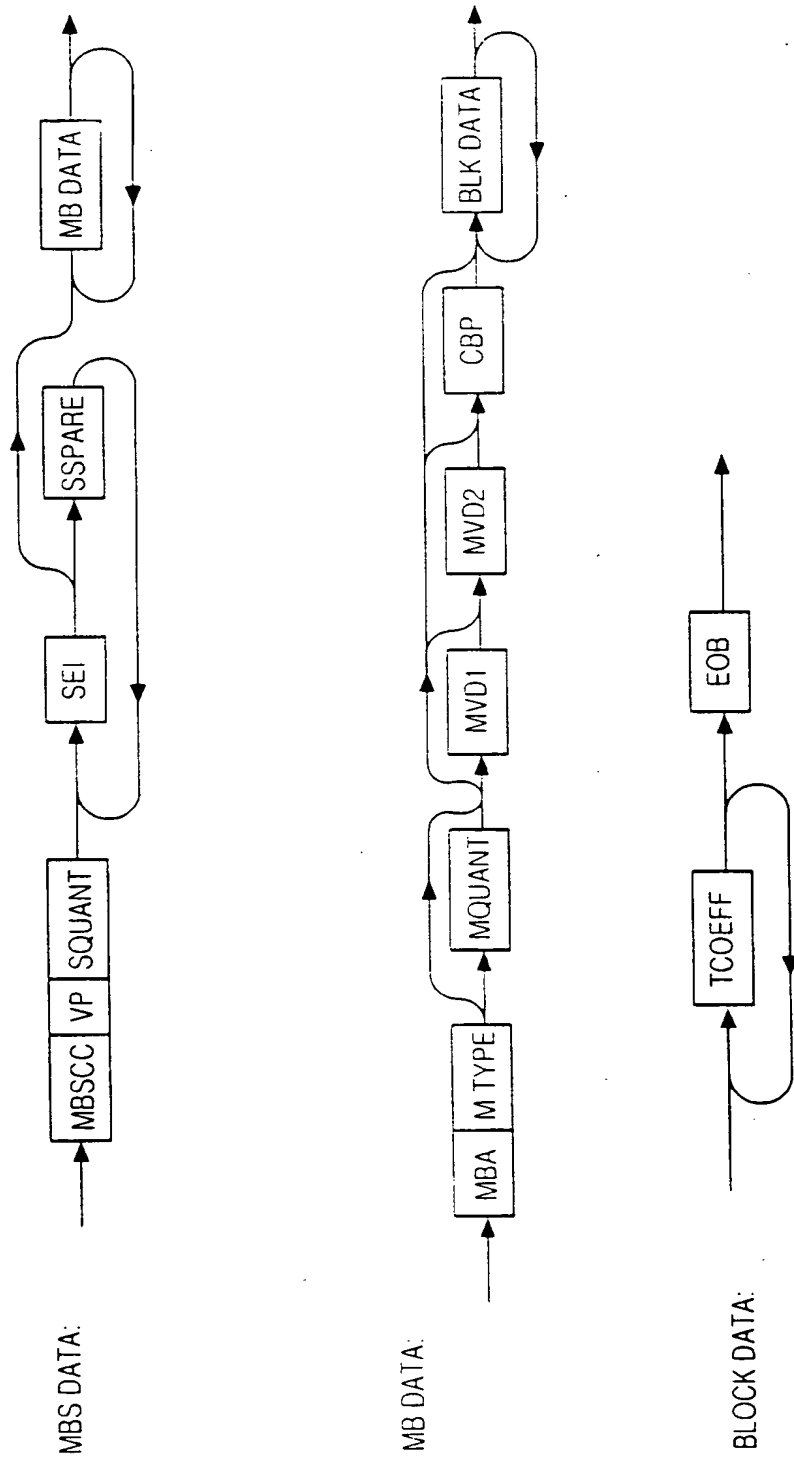 MBS DATA:
MBSCC VP SQUANT SEI SSPARE MB DATA
MB DATA:
MBA M TYPE MQUANT MVD1 MVD2 CBP BLK DATA
BLOCK DATA:
TCOEFF EOB